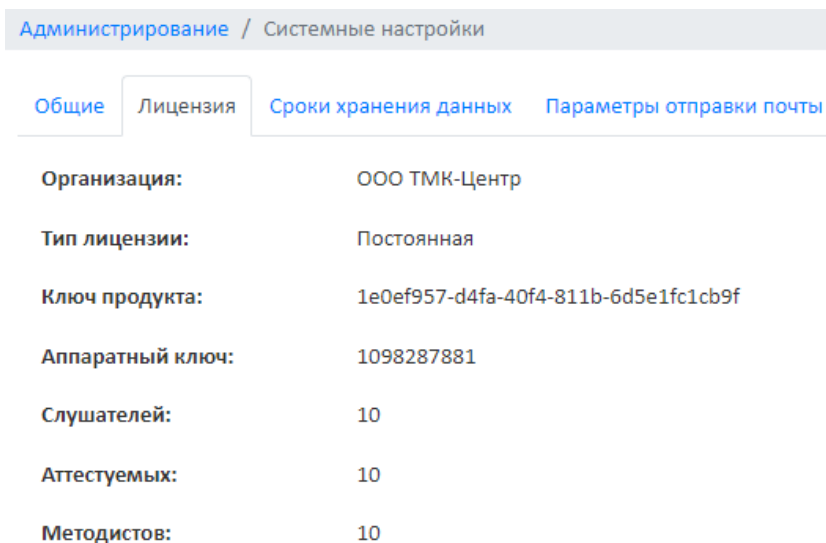 Администрирование / Системные настройки
Общие Лицензия Сроки хранения данных Параметры отправки почты
Организация: ООО ТМК-Центр
Тип лицензии: Постоянная
Ключ продукта: 1e0ef957-d4fa-40f4-811b-6d5e1fc1cb9f
Аппаратный ключ: 1098287881
Слушателей: 10
Аттестуемых: 10
Методистов: 10